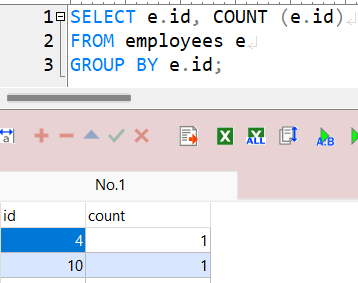 1 SELECT e.id, COUNT (e.id)
2 FROM employees e
3 GROUP BY e.id;
a
X X ALL A.B
No.1
id count
4 1
10 1